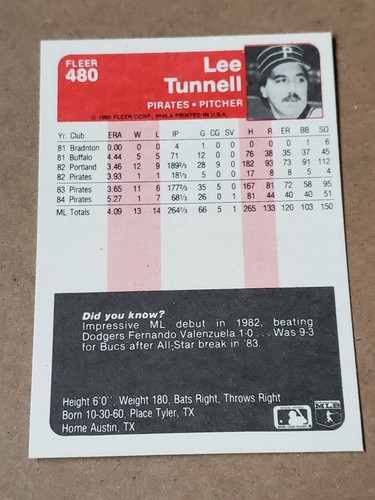 FLEER
480
Lee
Tunnell
PIRATES • PITCHER
© 1985 FLEER CORP., PHILA PRINTED IN U.S.A.
Yr. Club ERA W L IP G CG SV H R ER BB SO
81 Bradnton 0.00 0 0 4 1 0 0 0 0 0 1 6
81 Buffalo 4.44 5 5 71 12 0 0 76 38 35 37 45
82 Portland 3.46 12 9 189⅔ 28 9 0 182 93 73 91 112
82 Pirates 3.93 1 1 18⅓ 5 0 0 17 8 8 5 4
83 Pirates 3.65 11 6 177⅔ 35 5 0 167 81 72 58 95
84 Pirates 5.27 1 7 68⅓ 26 0 1 81 44 40 40 51
ML Totals 4.09 13 14 264⅓ 66 5 1 265 133 120 103 150
Did you know?
Impressive ML debut in 1982, beating
Dodgers Fernando Valenzuela 1-0 . . . Was 9-3
for Bucs after All-Star break in '83.
Height 6'0'', Weight 180, Bats Right, Throws Right
Born 10-30-60, Place Tyler, TX
Home Austin, TX